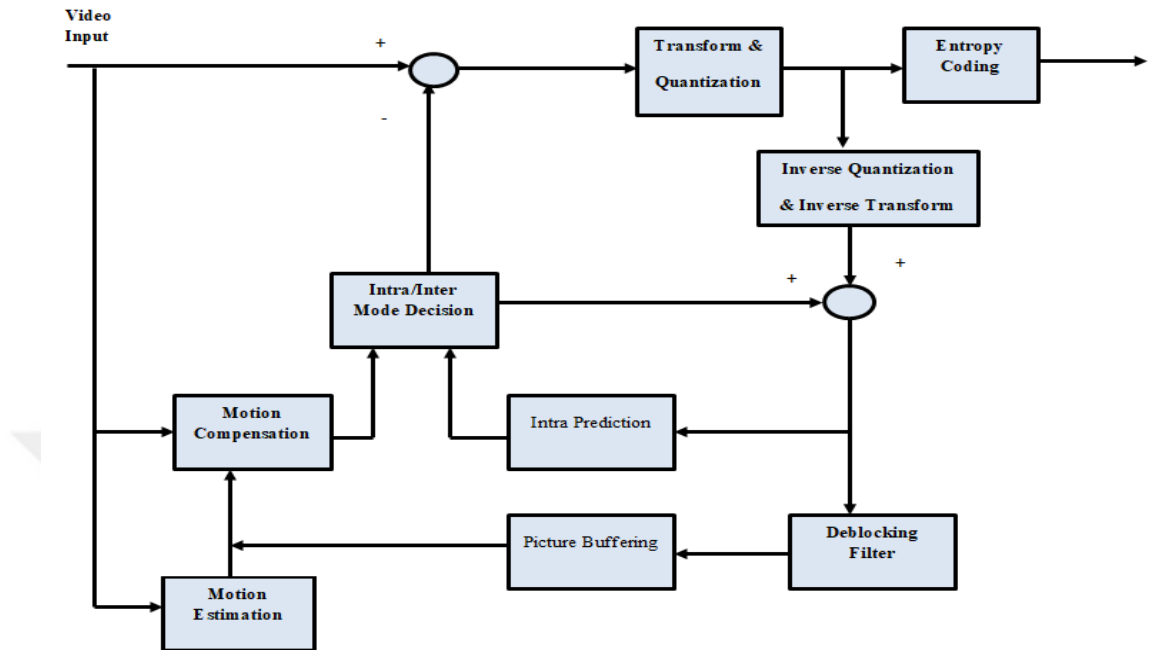 Video
Input
+
-
Transform &
Quantization
Entropy
Coding
Inverse Quantization
& Inverse Transform
+
+
Intra/Inter
Mode Decision
Motion
Compensation
Intra Prediction
Picture Buffering
Deblocking
Filter
Motion
Estimation